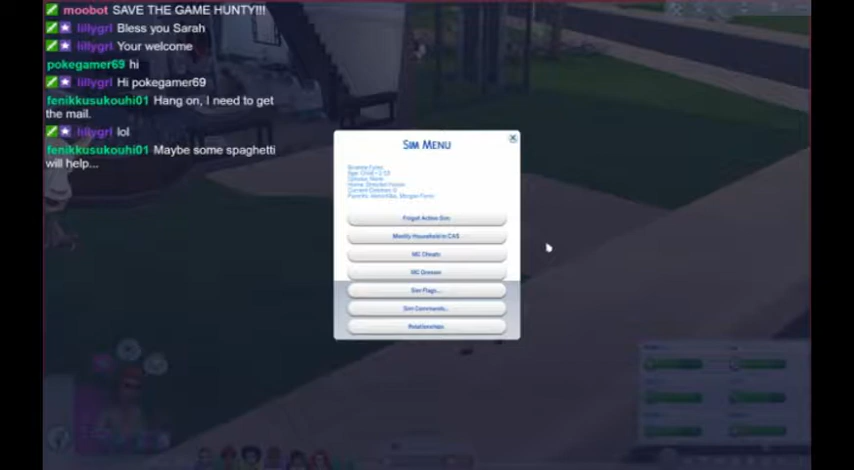 moobot SAVE THE GAME HUNTY!!!
lillygrl Bless you Sarah
lillygrl Your welcome
pokegamer69 hi
lillygrl Hi pokegamer69
fenikkusukouhi01 Hang on, I need to get
the mail.
lillygrl lol
fenikkusukouhi01 Maybe some spaghetti
will help...
SIM MENU
Forget Active Sim
Modify Household in CAS
MC Cheats
MC Dresser
Sim Flags...
Sim Commands...
Relationships